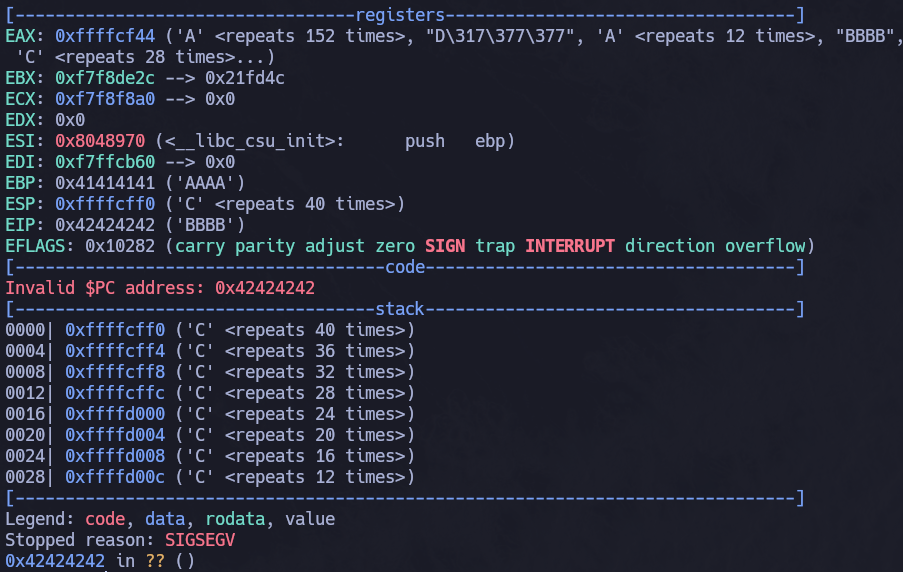 [----------------------------------registers-----------------------------------]
EAX: 0xffffcf44 ('A' <repeats 152 times>, "D\317\377\377", 'A' <repeats 12 times>, "BBBB",
 'C' <repeats 28 times>...)
EBX: 0xf7f8de2c --> 0x21fd4c
ECX: 0xf7f8f8a0 --> 0x0
EDX: 0x0
ESI: 0x8048970 (<__libc_csu_init>:      push   ebp)
EDI: 0xf7ffcb60 --> 0x0
EBP: 0x41414141 ('AAAA')
ESP: 0xffffcff0 ('C' <repeats 40 times>)
EIP: 0x42424242 ('BBBB')
EFLAGS: 0x10282 (carry parity adjust zero SIGN trap INTERRUPT direction overflow)
[-------------------------------------code-------------------------------------]
Invalid $PC address: 0x42424242
[------------------------------------stack-------------------------------------]
0000| 0xffffcff0 ('C' <repeats 40 times>)
0004| 0xffffcff4 ('C' <repeats 36 times>)
0008| 0xffffcff8 ('C' <repeats 32 times>)
0012| 0xffffcffc ('C' <repeats 28 times>)
0016| 0xffffd000 ('C' <repeats 24 times>)
0020| 0xffffd004 ('C' <repeats 20 times>)
0024| 0xffffd008 ('C' <repeats 16 times>)
0028| 0xffffd00c ('C' <repeats 12 times>)
[------------------------------------------------------------------------------]
Legend: code, data, rodata, value
Stopped reason: SIGSEGV
0x42424242 in ?? ()